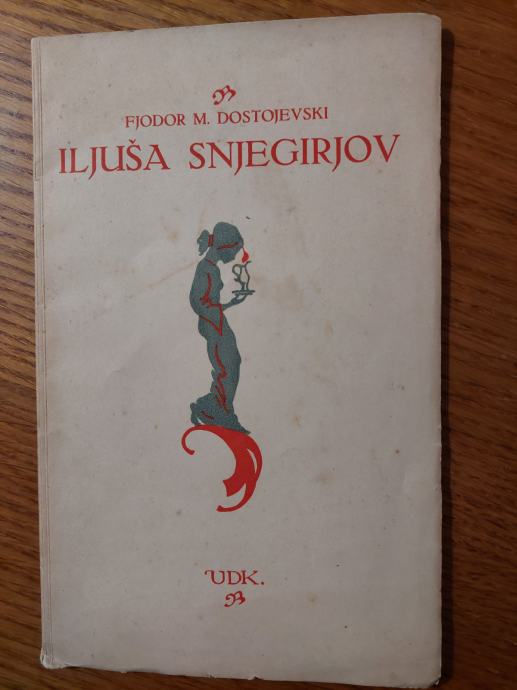 FJODOR M. DOSTOJEVSKI
ILJUŠA SNJEGIRJOV
UDK.